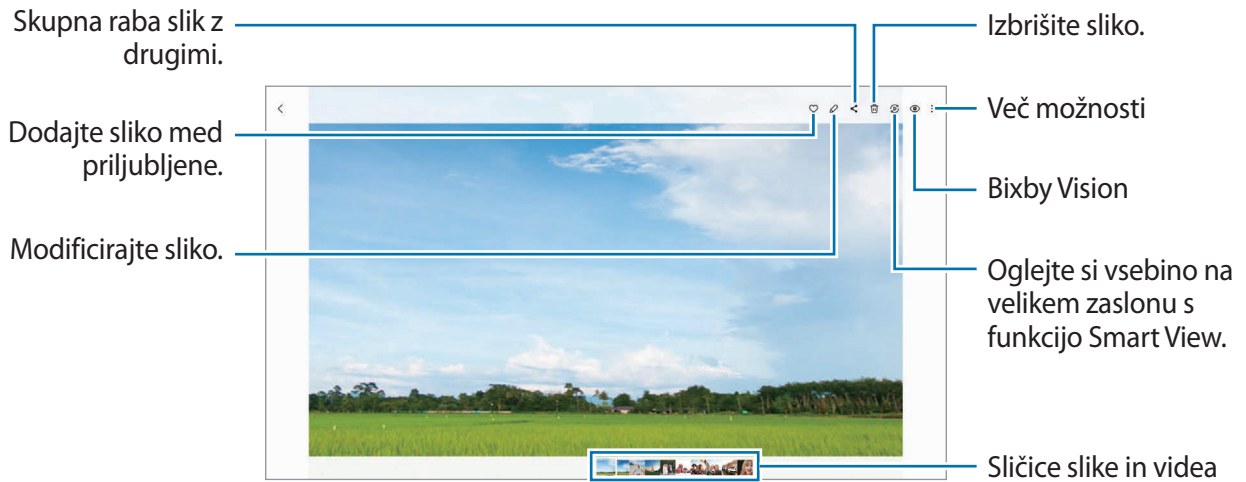 Skupna raba slik z
drugimi.
Dodajte sliko med
priljubljene.
Modificirajte sliko.
Izbrišite sliko.
Več možnosti
Bixby Vision
Oglejte si vsebino na
velikem zaslonu s
funkcijo Smart View.
Sličice slike in videa